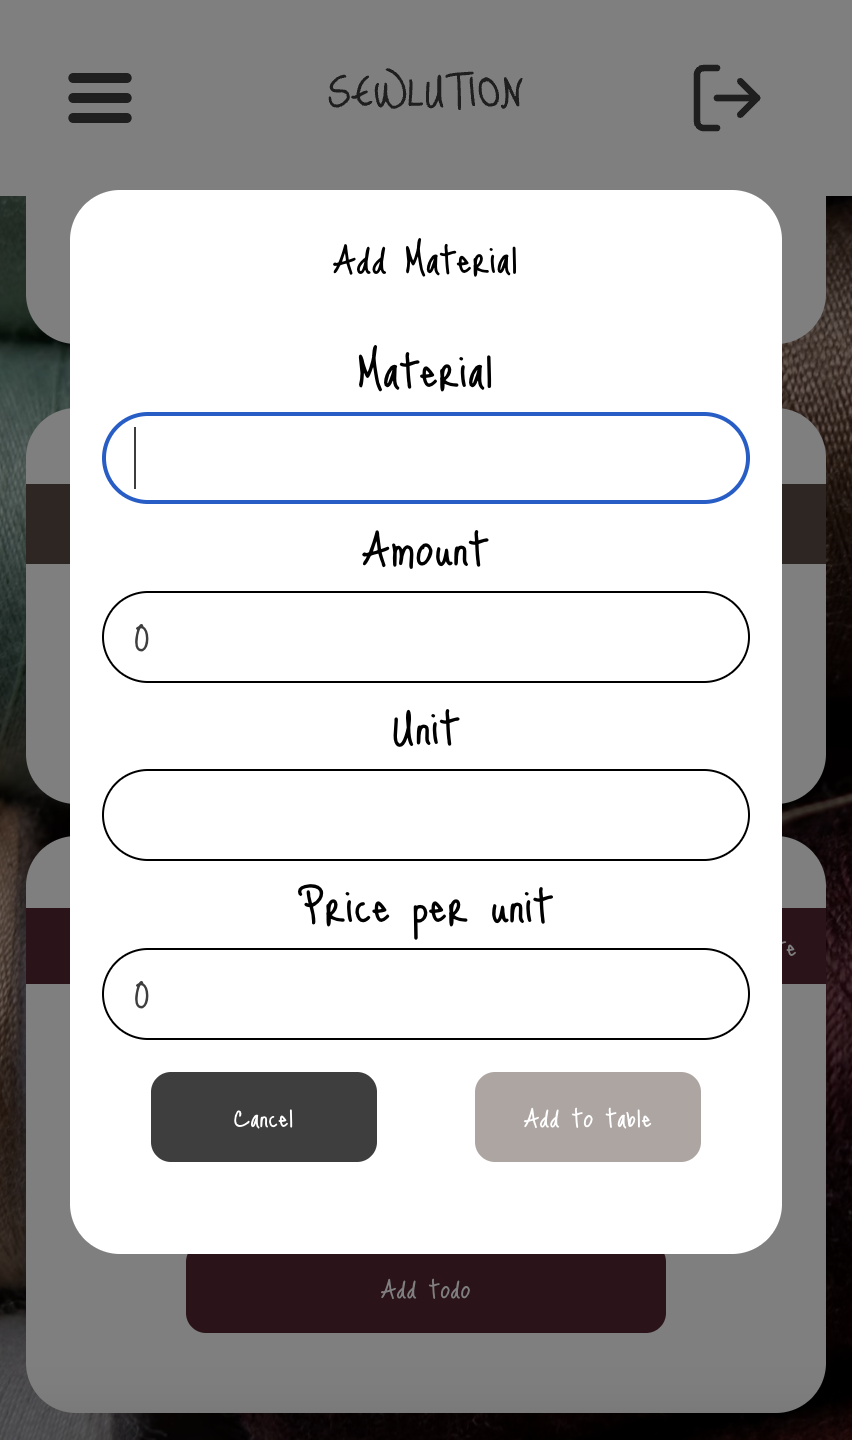 SEWLUTION
Add Material
Material
Amount
0
Unit
Price per unit
0
Cancel
Add to table
Add todo